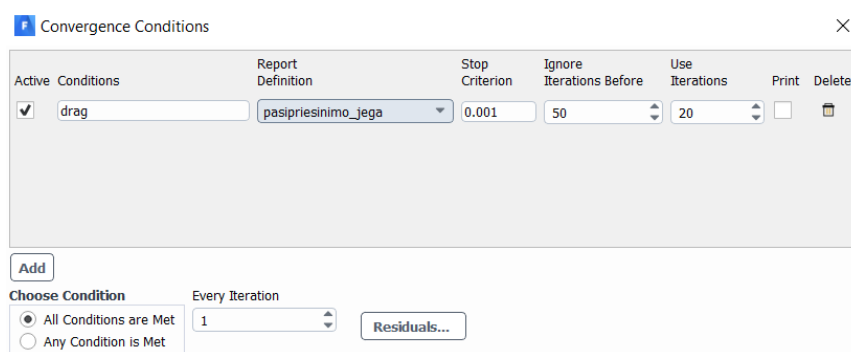 F Convergence Conditions
Report Stop Ignore Use
Active Conditions Definition Criterion Iterations Before Iterations Print Delete
drag pasipriesinimo_jega 0.001 50 20
Add
Choose Condition Every Iteration
All Conditions are Met 1 Residuals...
Any Condition is Met